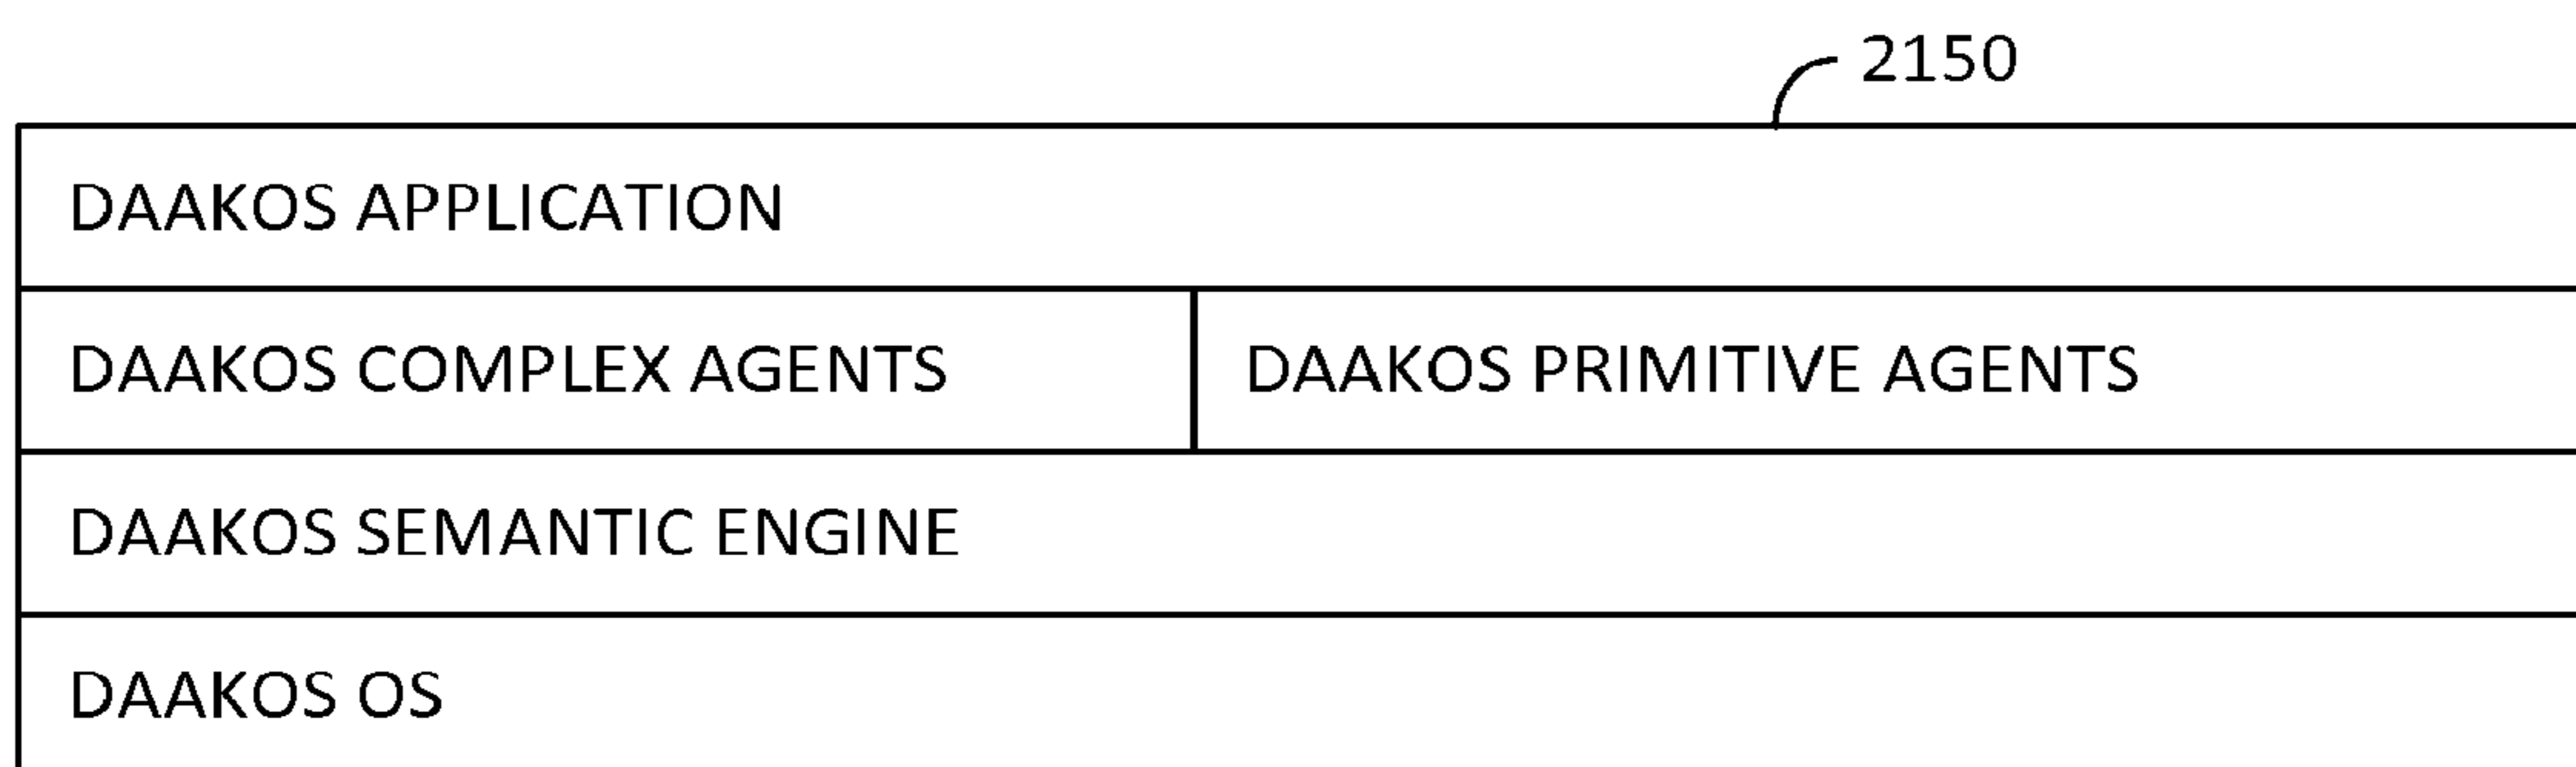 2150
DAAKOS APPLICATION
DAAKOS COMPLEX AGENTS
DAAKOS PRIMITIVE AGENTS
DAAKOS SEMANTIC ENGINE
DAAKOS OS